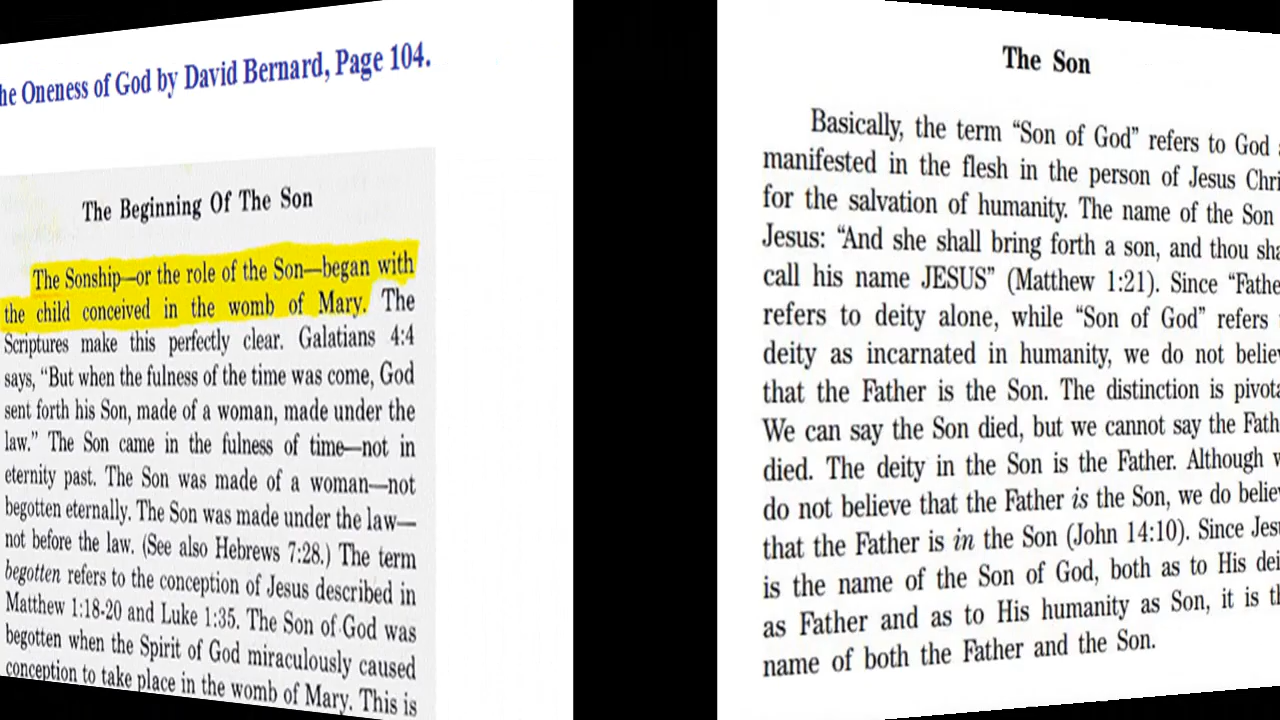 he Oneness of God by David Bernard, Page 104.
The Beginning Of The Son
The Sonship—or the role of the Son—began with
the child conceived in the womb of Mary. The
Scriptures make this perfectly clear. Galatians 4:4
says, “But when the fulness of the time was come, God
sent forth his Son, made of a woman, made under the
law.” The Son came in the fulness of time—not in
eternity past. The Son was made of a woman—not
begotten eternally. The Son was made under the law—
not before the law. (See also Hebrews 7:28.) The term
begotten refers to the conception of Jesus described in
Matthew 1:18-20 and Luke 1:35. The Son of God was
begotten when the Spirit of God miraculously caused
conception to take place in the womb of Mary. This is
The Son
Basically, the term “Son of God” refers to God
manifested in the flesh in the person of Jesus Chri
for the salvation of humanity. The name of the Son
Jesus: “And she shall bring forth a son, and thou sha
call his name JESUS” (Matthew 1:21). Since “Fathe
refers to deity alone, while “Son of God” refers
deity as incarnated in humanity, we do not believ
that the Father is the Son. The distinction is pivota
We can say the Son died, but we cannot say the Fath
died. The deity in the Son is the Father. Although w
do not believe that the Father is the Son, we do believ
that the Father is in the Son (John 14:10). Since Jesu
is the name of the Son of God, both as to His dei
as Father and as to His humanity as Son, it is th
name of both the Father and the Son.